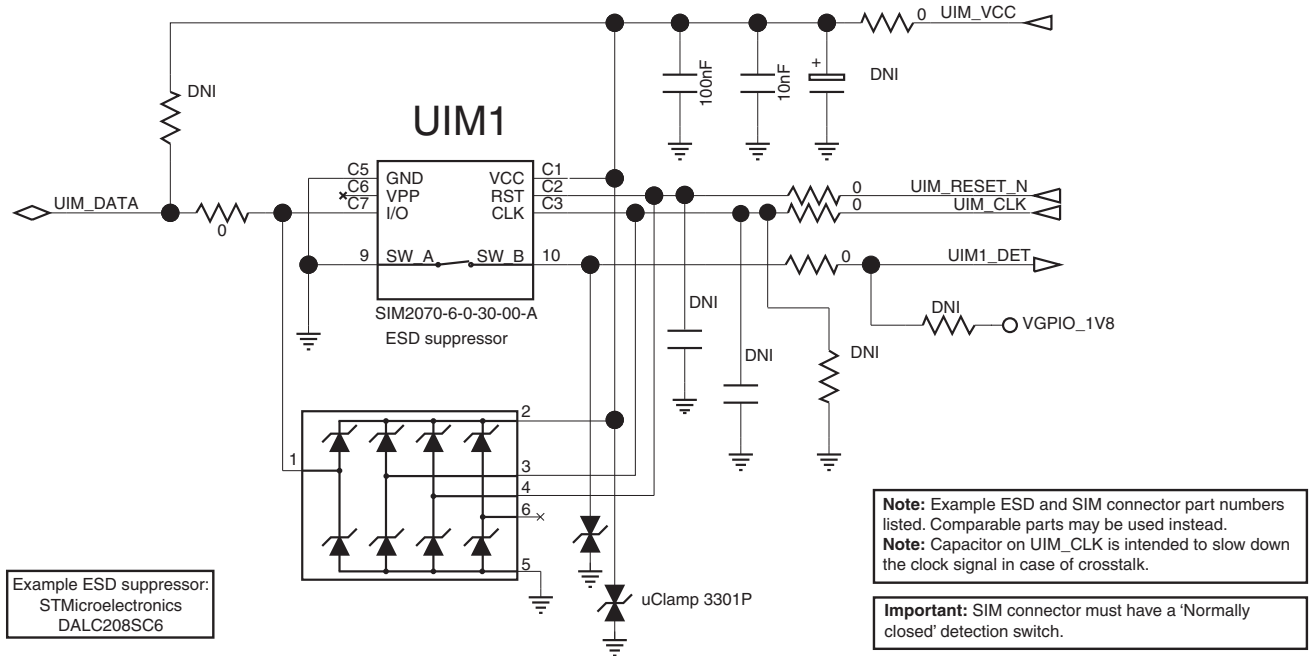 0 UIM_VCC
DNI
100nF
10nF
+
DNI
UIM1
C5 GND VCC C1
C6 VPP RST C2
C7 I/O CLK C3
UIM_DATA
0
0 UIM_RESET_N
0 UIM_CLK
9 SW_A SW_B 10
0 UIM1_DET
SIM2070-6-0-30-00-A
ESD suppressor
DNI
DNI
VGPIO_1V8
DNI
DNI
1
2
3
4
6
5
uClamp 3301P
Example ESD suppressor:
STMicroelectronics
DALC208SC6
Note: Example ESD and SIM connector part numbers
listed. Comparable parts may be used instead.
Note: Capacitor on UIM_CLK is intended to slow down
the clock signal in case of crosstalk.
Important: SIM connector must have a ‘Normally
closed’ detection switch.